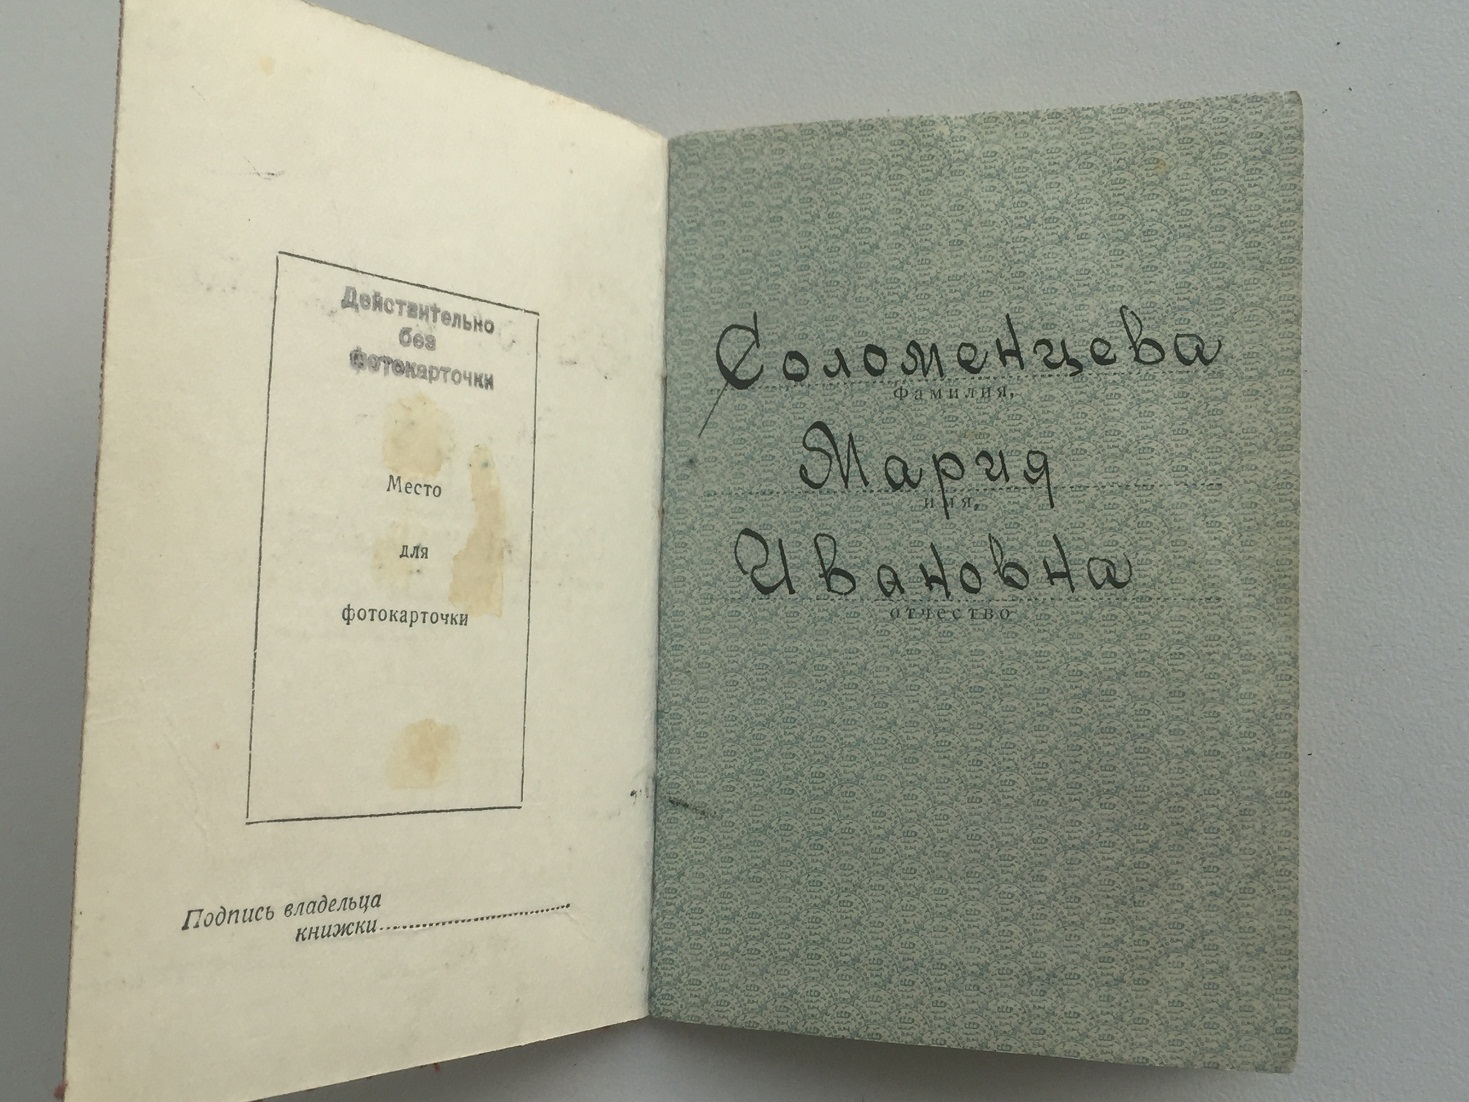 Действительно
без
фотокарточки
Место
для
фотокарточки
Подпись владельца
книжки
Соломенцева
фамилия,
Мария
имя,
Ивановна
отчество